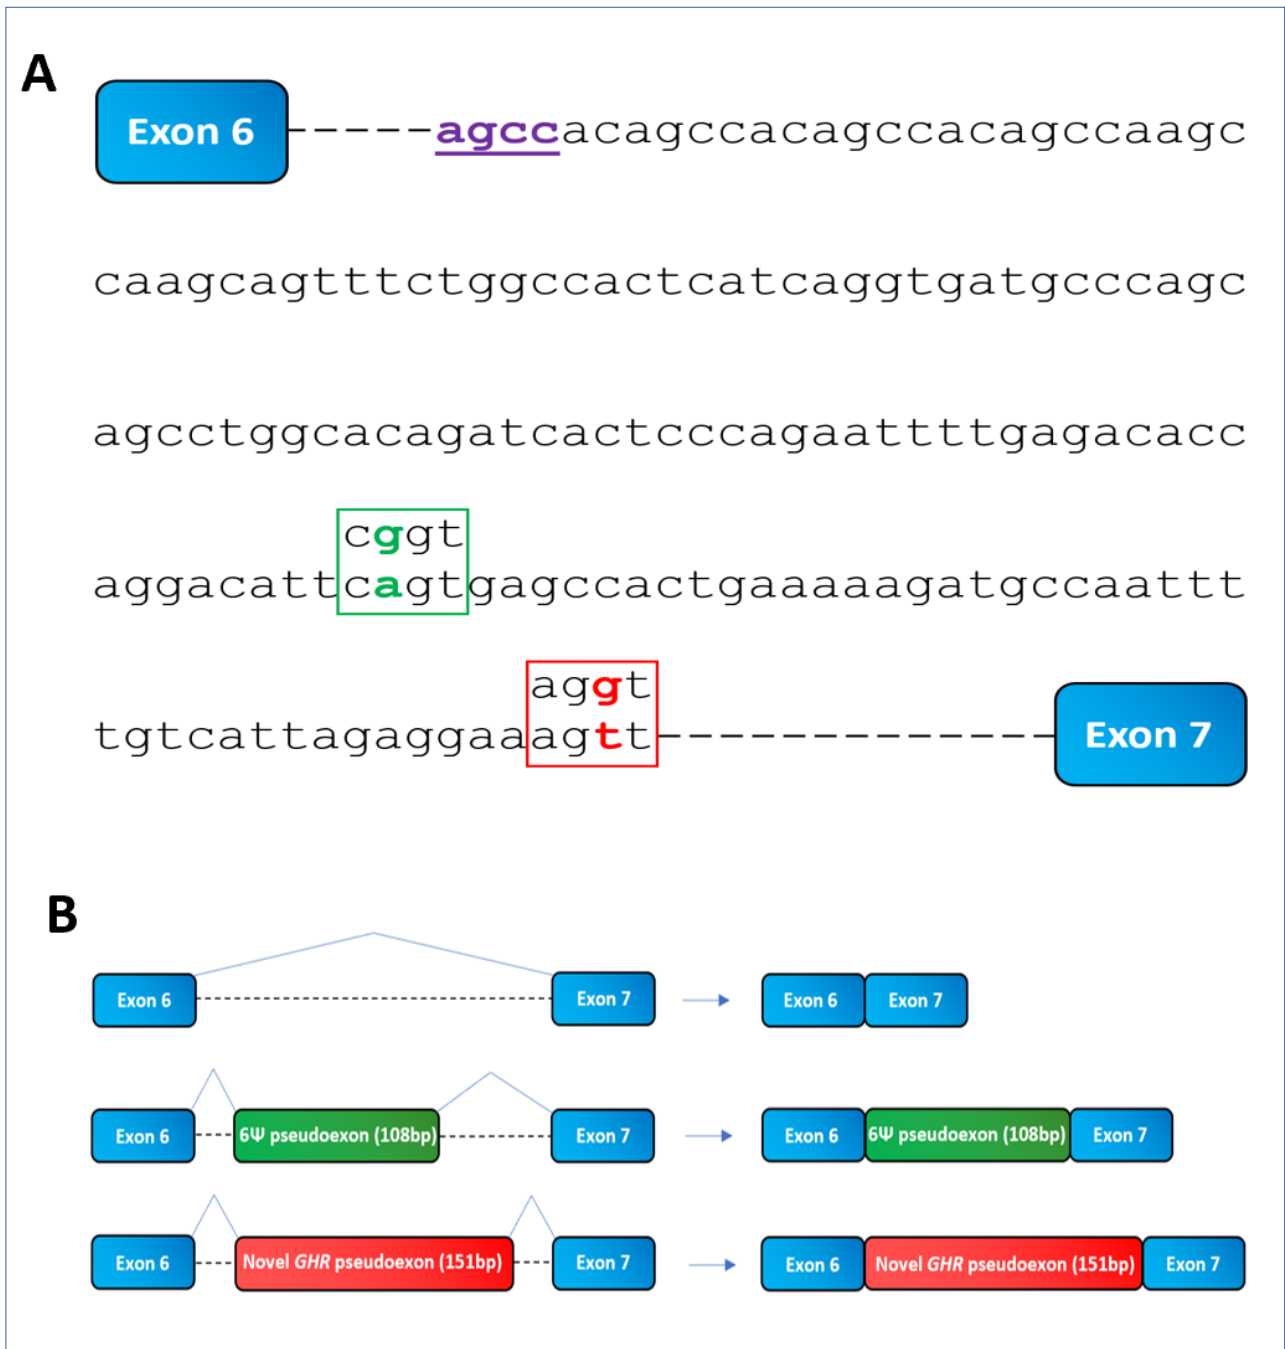 A
Exon 6 agccacagccacagccacagccaagc
caagcagtttctggccactcatcaggtgatgcccagc
agcctggcacagatcactcccagaattttgagacacc
cggt
aggacattcagtgagccactgaaaaagatgccaattt
aggt
tgtcattagaggaaagtt Exon 7
B
Exon 6 Exon 7 Exon 6 Exon 7
Exon 6 6Ψ pseudoexon (108bp) Exon 7 Exon 6 6Ψ pseudoexon (108bp) Exon 7
Exon 6 Novel GHR pseudoexon (151bp) Exon 7 Exon 6 Novel GHR pseudoexon (151bp) Exon 7